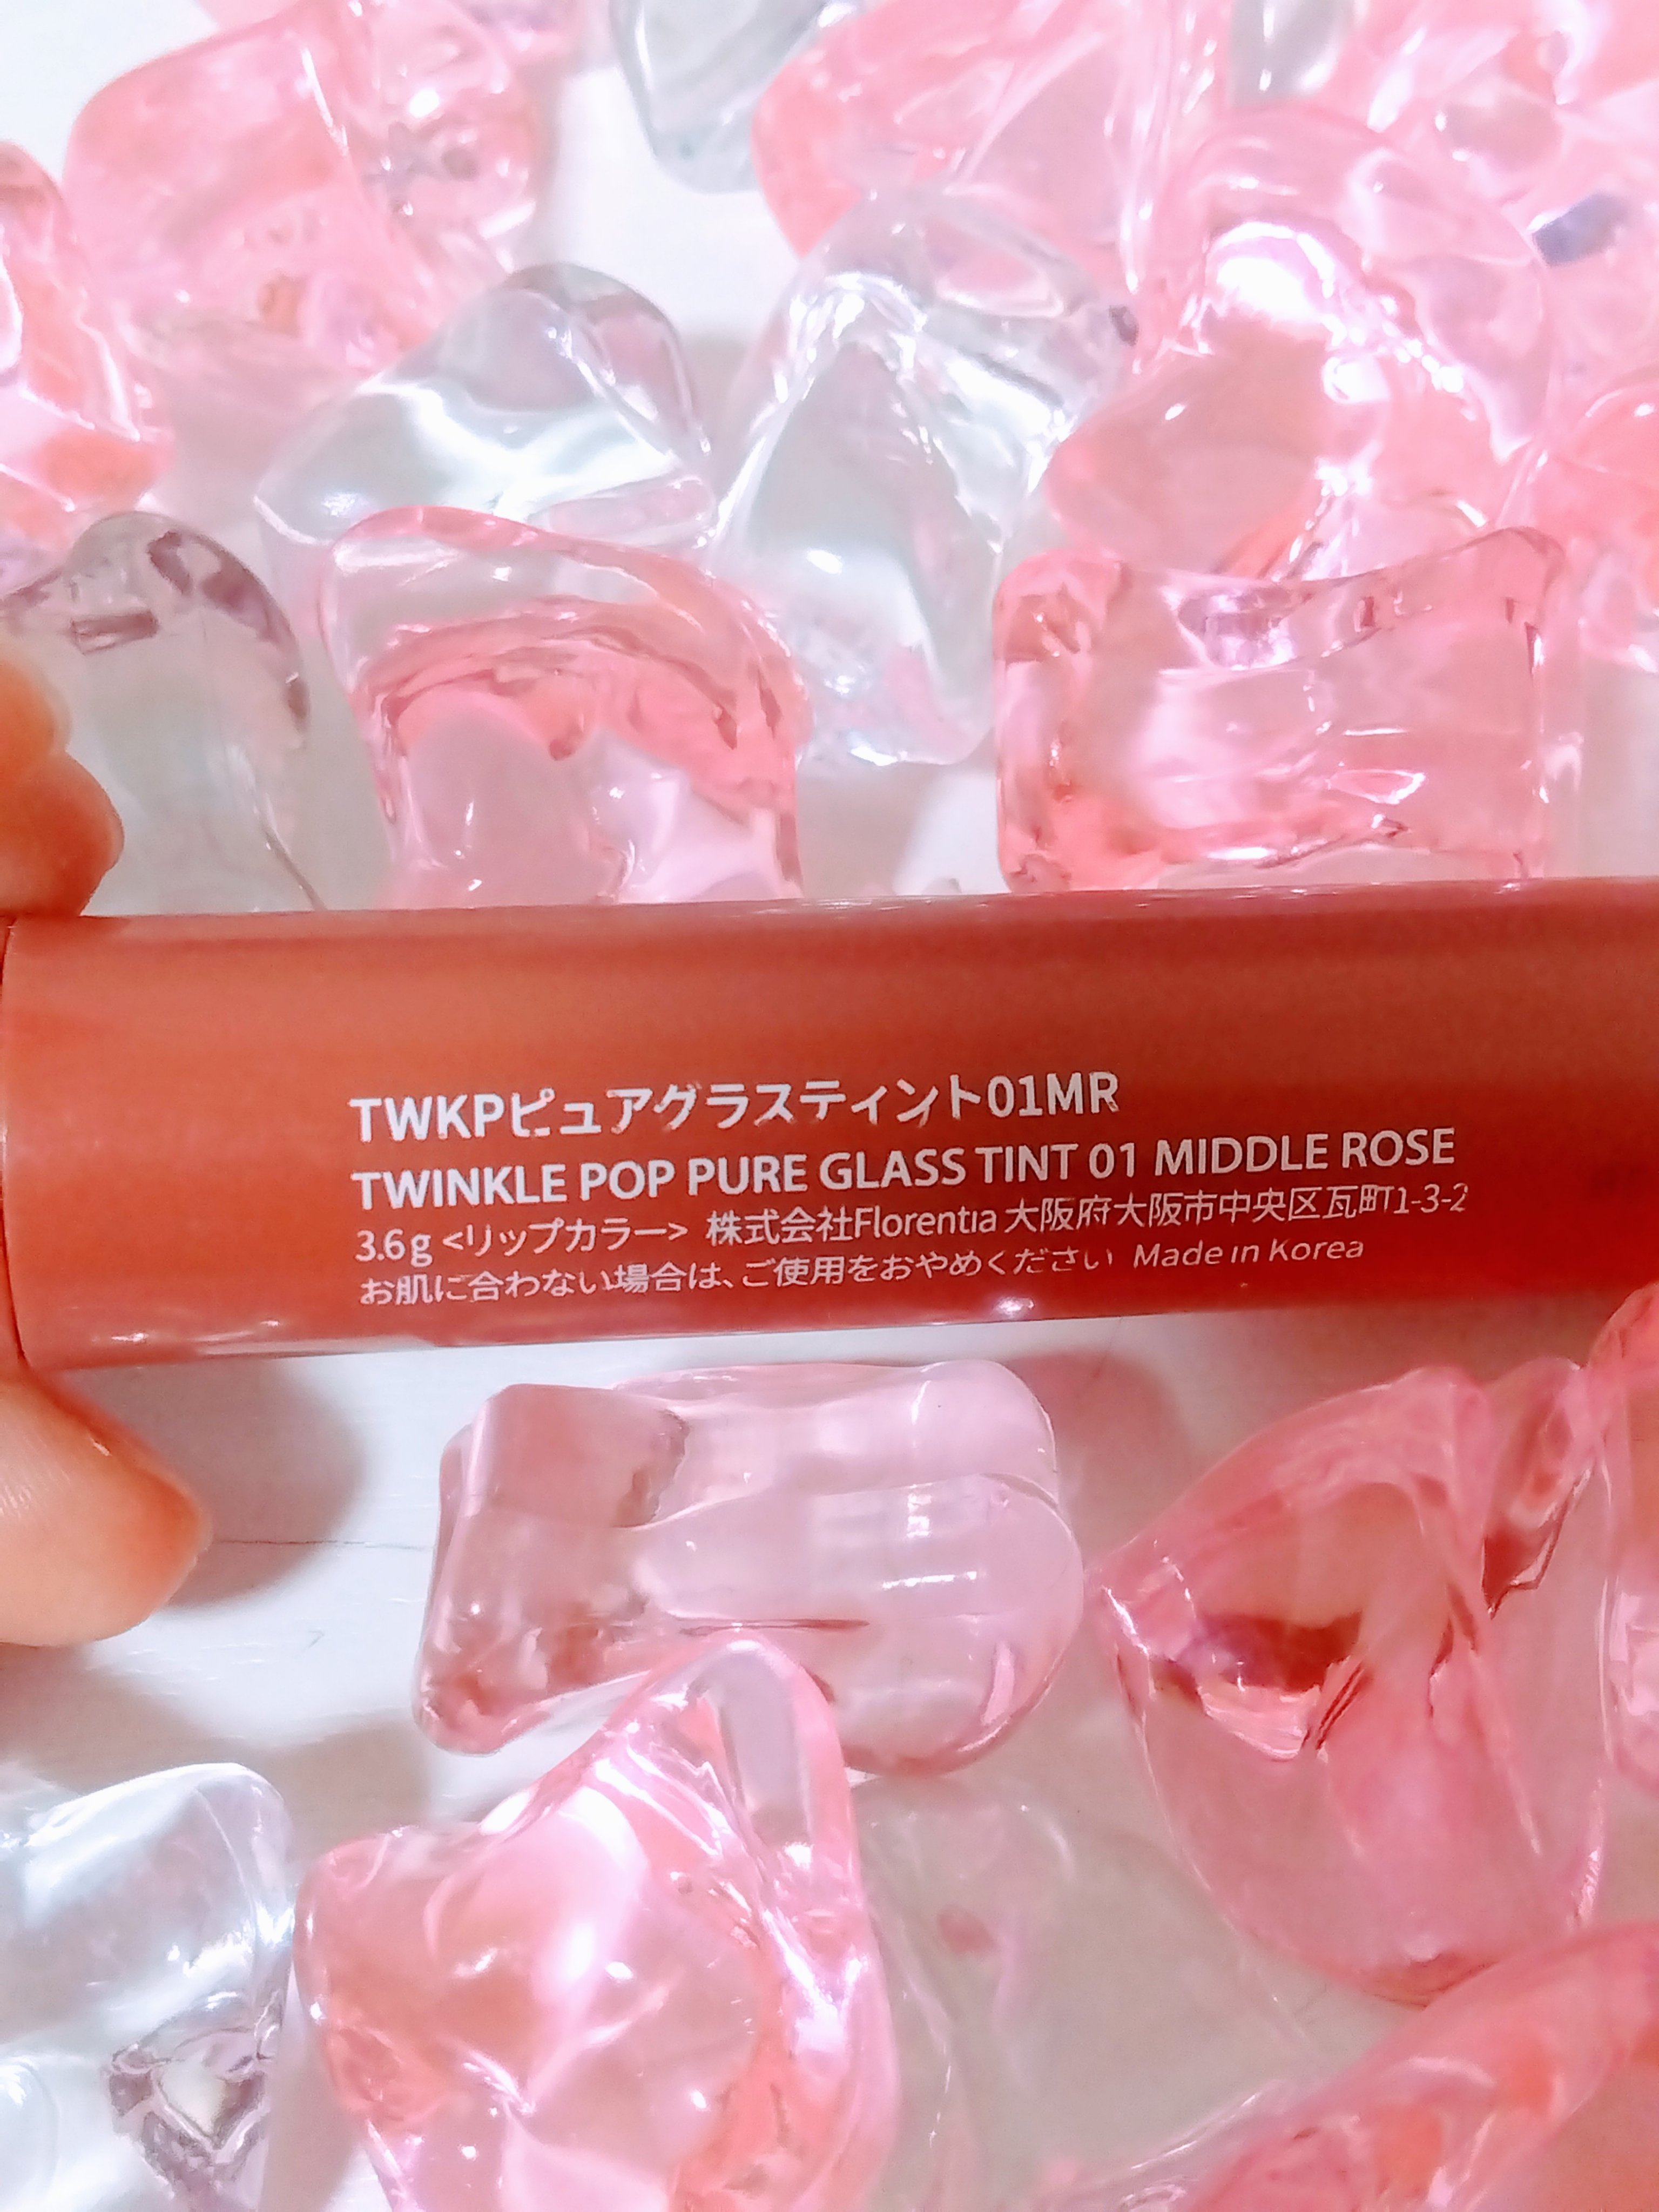 TWKPピュアグラスティント01MR
TWINKLE POP PURE GLASS TINT 01 MIDDLE ROSE
3.6g <リップカラー> 株式会社Florentia 大阪府大阪市中央区瓦町1-3-2
お肌に合わない場合は、ご使用をおやめください Made in Korea